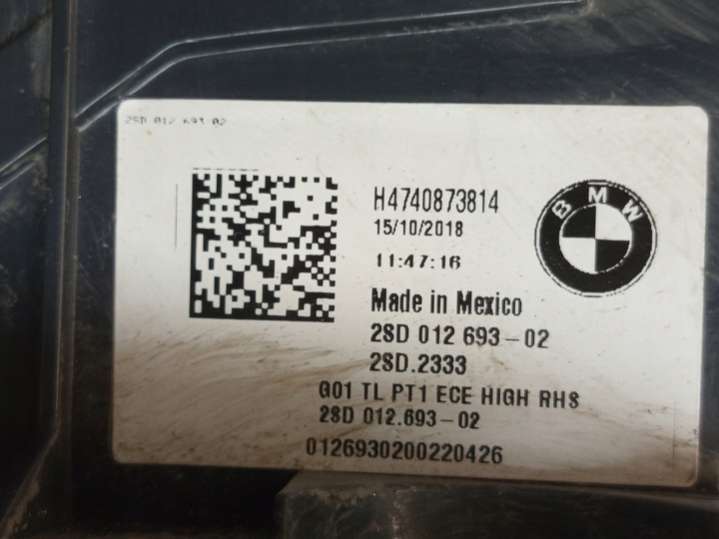 2SD 012 693 02
H4740873814
15/10/2018
BMW
11:47:16
Made in Mexico
2SD 012 693-02
2SD.2333
G01 TL PT1 ECE HIGH RHS
2SD 012.693-02
0126930200220426